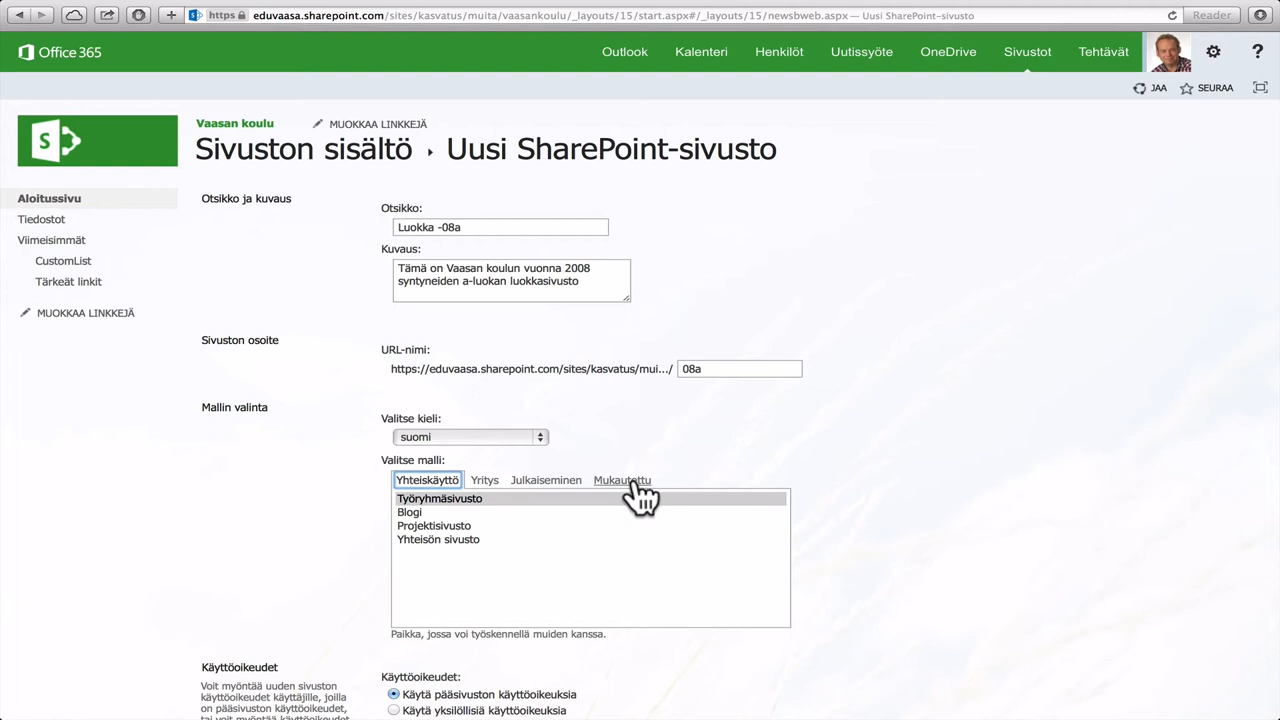 https eduvaasa.sharepoint.com/sites/kasvatus/muita/vaasankoulu/_layouts/15/start.aspx#/_layouts/15/newsbweb.aspx — Uusi SharePoint-sivusto Reader
Office 365 Outlook Kalenteri Henkilöt Uutissyöte OneDrive Sivustot Tehtävät ?
JAA SEURAA
S
Vaasan koulu MUOKKAA LINKKEJÄ
Sivuston sisältö ▸ Uusi SharePoint-sivusto
Aloitussivu
Tiedostot
Viimeisimmät
CustomList
Tärkeät linkit
MUOKKAA LINKKEJÄ
Otsikko ja kuvaus
Otsikko:
Luokka -08a
Kuvaus:
Tämä on Vaasan koulun vuonna 2008
syntyneiden a-luokan luokkasivusto
Sivuston osoite
URL-nimi:
https://eduvaasa.sharepoint.com/sites/kasvatus/mui.../ 08a
Mallin valinta
Valitse kieli:
suomi
Valitse malli:
Yhteiskäyttö Yritys Julkaiseminen Mukautettu
Työryhmäsivusto
Blogi
Projektisivusto
Yhteisön sivusto
Paikka, jossa voi työskennellä muiden kanssa.
Käyttöoikeudet
Voit myöntää uuden sivuston
käyttöoikeudet käyttäjille, joilla
on pääsivuston käyttöoikeudet,
tai voit myöntää käyttöoikeudet
Käyttöoikeudet:
Käytä pääsivuston käyttöoikeuksia
Käytä yksilöllisiä käyttöoikeuksia